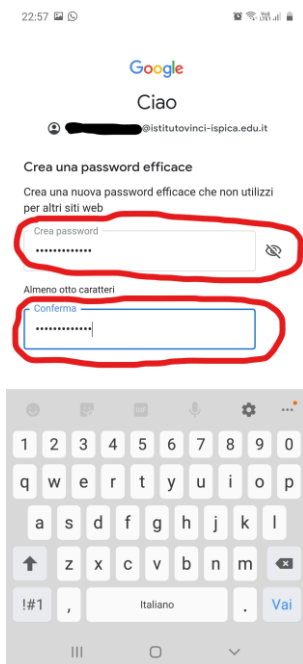 22:57
Google
Ciao
@istitutovinci-ispica.edu.it
Crea una password efficace
Crea una nuova password efficace che non utilizzi
per altri siti web
Crea password
•••••••••••••
Almeno otto caratteri
Conferma
•••••••••••••
GIF
1 2 3 4 5 6 7 8 9 0
q w e r t y u i o p
a s d f g h j k l
z x c v b n m
!#1 , Italiano . Vai